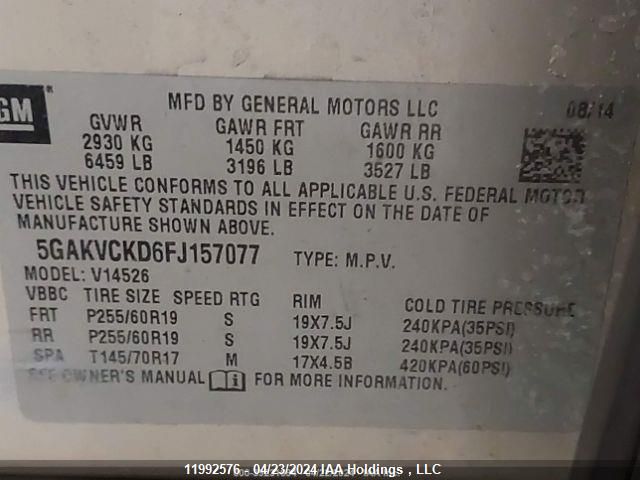 GM
MFD BY GENERAL MOTORS LLC 08/14
GVWR GAWR FRT GAWR RR
2930 KG 1450 KG 1600 KG
6459 LB 3196 LB 3527 LB
THIS VEHICLE CONFORMS TO ALL APPLICABLE U.S. FEDERAL MOTOR
VEHICLE SAFETY STANDARDS IN EFFECT ON THE DATE OF
MANUFACTURE SHOWN ABOVE.
5GAKVCKD6FJ157077 TYPE: M.P.V.
MODEL: V14526
VBBC TIRE SIZE SPEED RTG RIM COLD TIRE PRESSURE
FRT P255/60R19 S 19X7.5J 240KPA(35PSI)
RR P255/60R19 S 19X7.5J 240KPA(35PSI)
SPA T145/70R17 M 17X4.5B 420KPA(60PSI)
SEE OWNER'S MANUAL FOR MORE INFORMATION.
11992576 - 04/23/2024 IAA Holdings , LLC